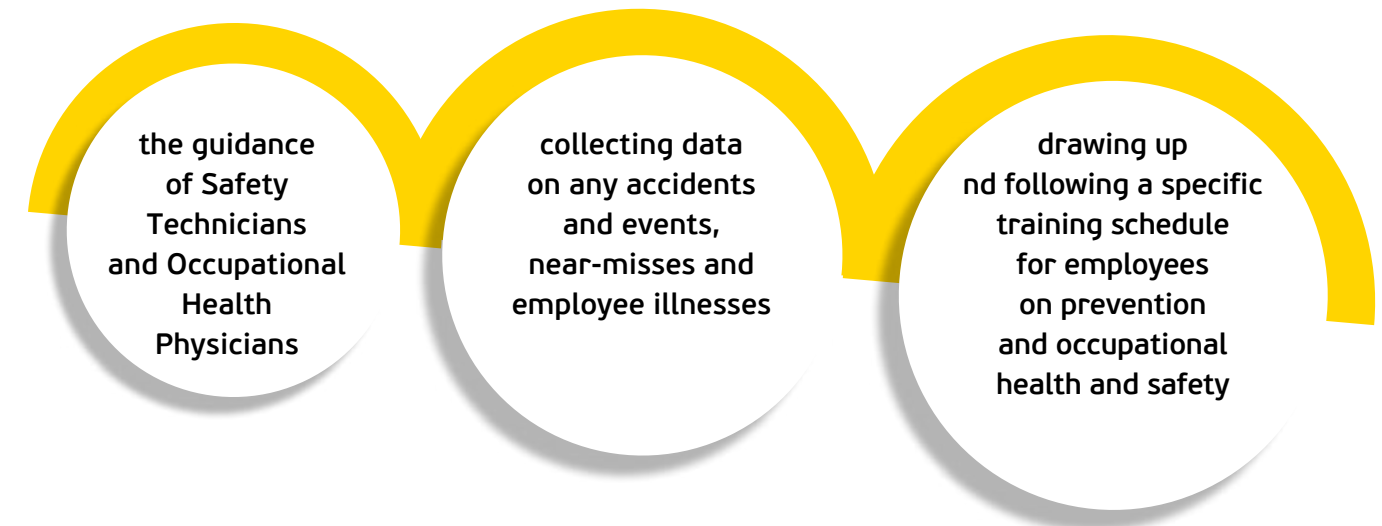 the guidance
of Safety
Technicians
and Occupational
Health
Physicians
collecting data
on any accidents
and events,
near-misses and
employee illnesses
drawing up
nd following a specific
training schedule
for employees
on prevention
and occupational
health and safety